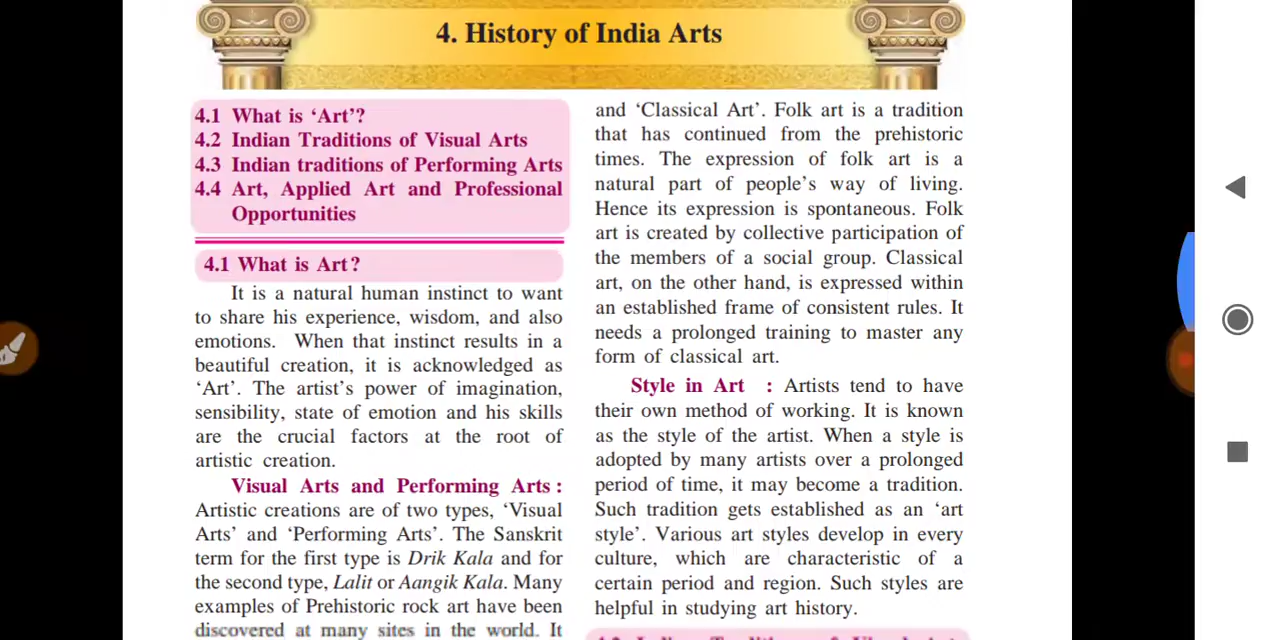 4. History of India Arts
4.1 What is ‘Art’?
4.2 Indian Traditions of Visual Arts
4.3 Indian traditions of Performing Arts
4.4 Art, Applied Art and Professional
Opportunities
4.1 What is Art?
It is a natural human instinct to want
to share his experience, wisdom, and also
emotions. When that instinct results in a
beautiful creation, it is acknowledged as
‘Art’. The artist’s power of imagination,
sensibility, state of emotion and his skills
are the crucial factors at the root of
artistic creation.
Visual Arts and Performing Arts :
Artistic creations are of two types, ‘Visual
Arts’ and ‘Performing Arts’. The Sanskrit
term for the first type is Drik Kala and for
the second type, Lalit or Aangik Kala. Many
examples of Prehistoric rock art have been
discovered at many sites in the world. It
and ‘Classical Art’. Folk art is a tradition
that has continued from the prehistoric
times. The expression of folk art is a
natural part of people’s way of living.
Hence its expression is spontaneous. Folk
art is created by collective participation of
the members of a social group. Classical
art, on the other hand, is expressed within
an established frame of consistent rules. It
needs a prolonged training to master any
form of classical art.
Style in Art : Artists tend to have
their own method of working. It is known
as the style of the artist. When a style is
adopted by many artists over a prolonged
period of time, it may become a tradition.
Such tradition gets established as an ‘art
style’. Various art styles develop in every
culture, which are characteristic of a
certain period and region. Such styles are
helpful in studying art history.